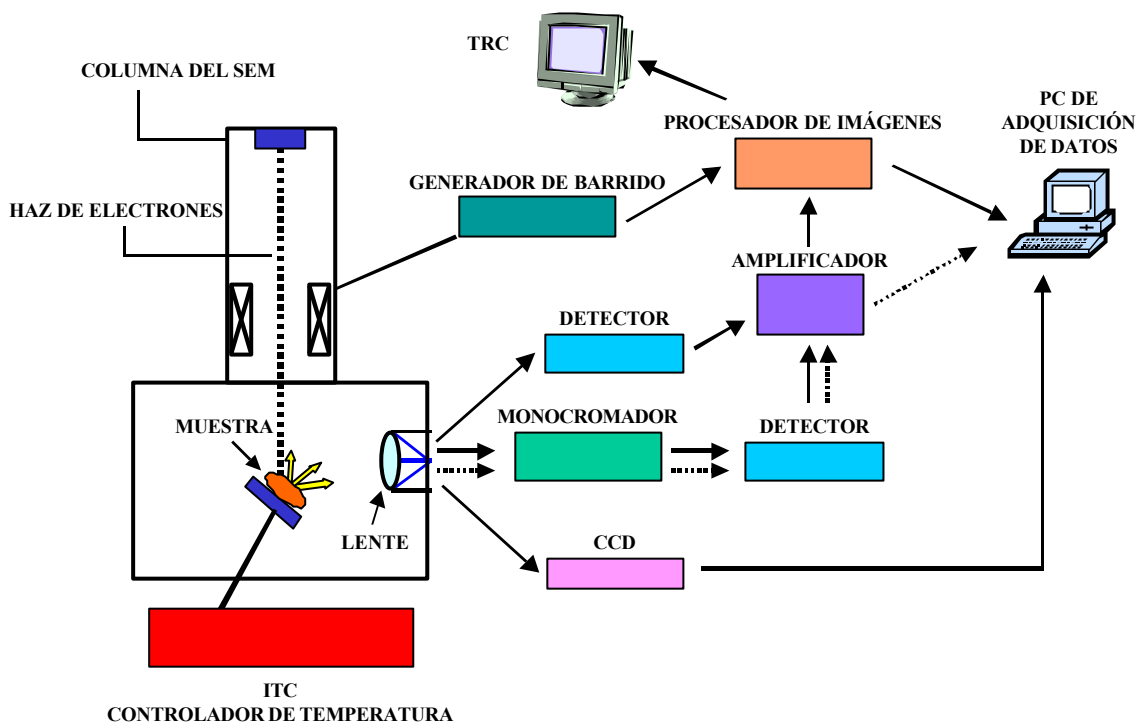 TRC
COLUMNA DEL SEM
PC DE
ADQUISICIÓN
DE DATOS
PROCESADOR DE IMÁGENES
GENERADOR DE BARRIDO
HAZ DE ELECTRONES
AMPLIFICADOR
DETECTOR
MUESTRA
MONOCROMADOR
DETECTOR
LENTE
CCD
ITC
CONTROLADOR DE TEMPERATURA